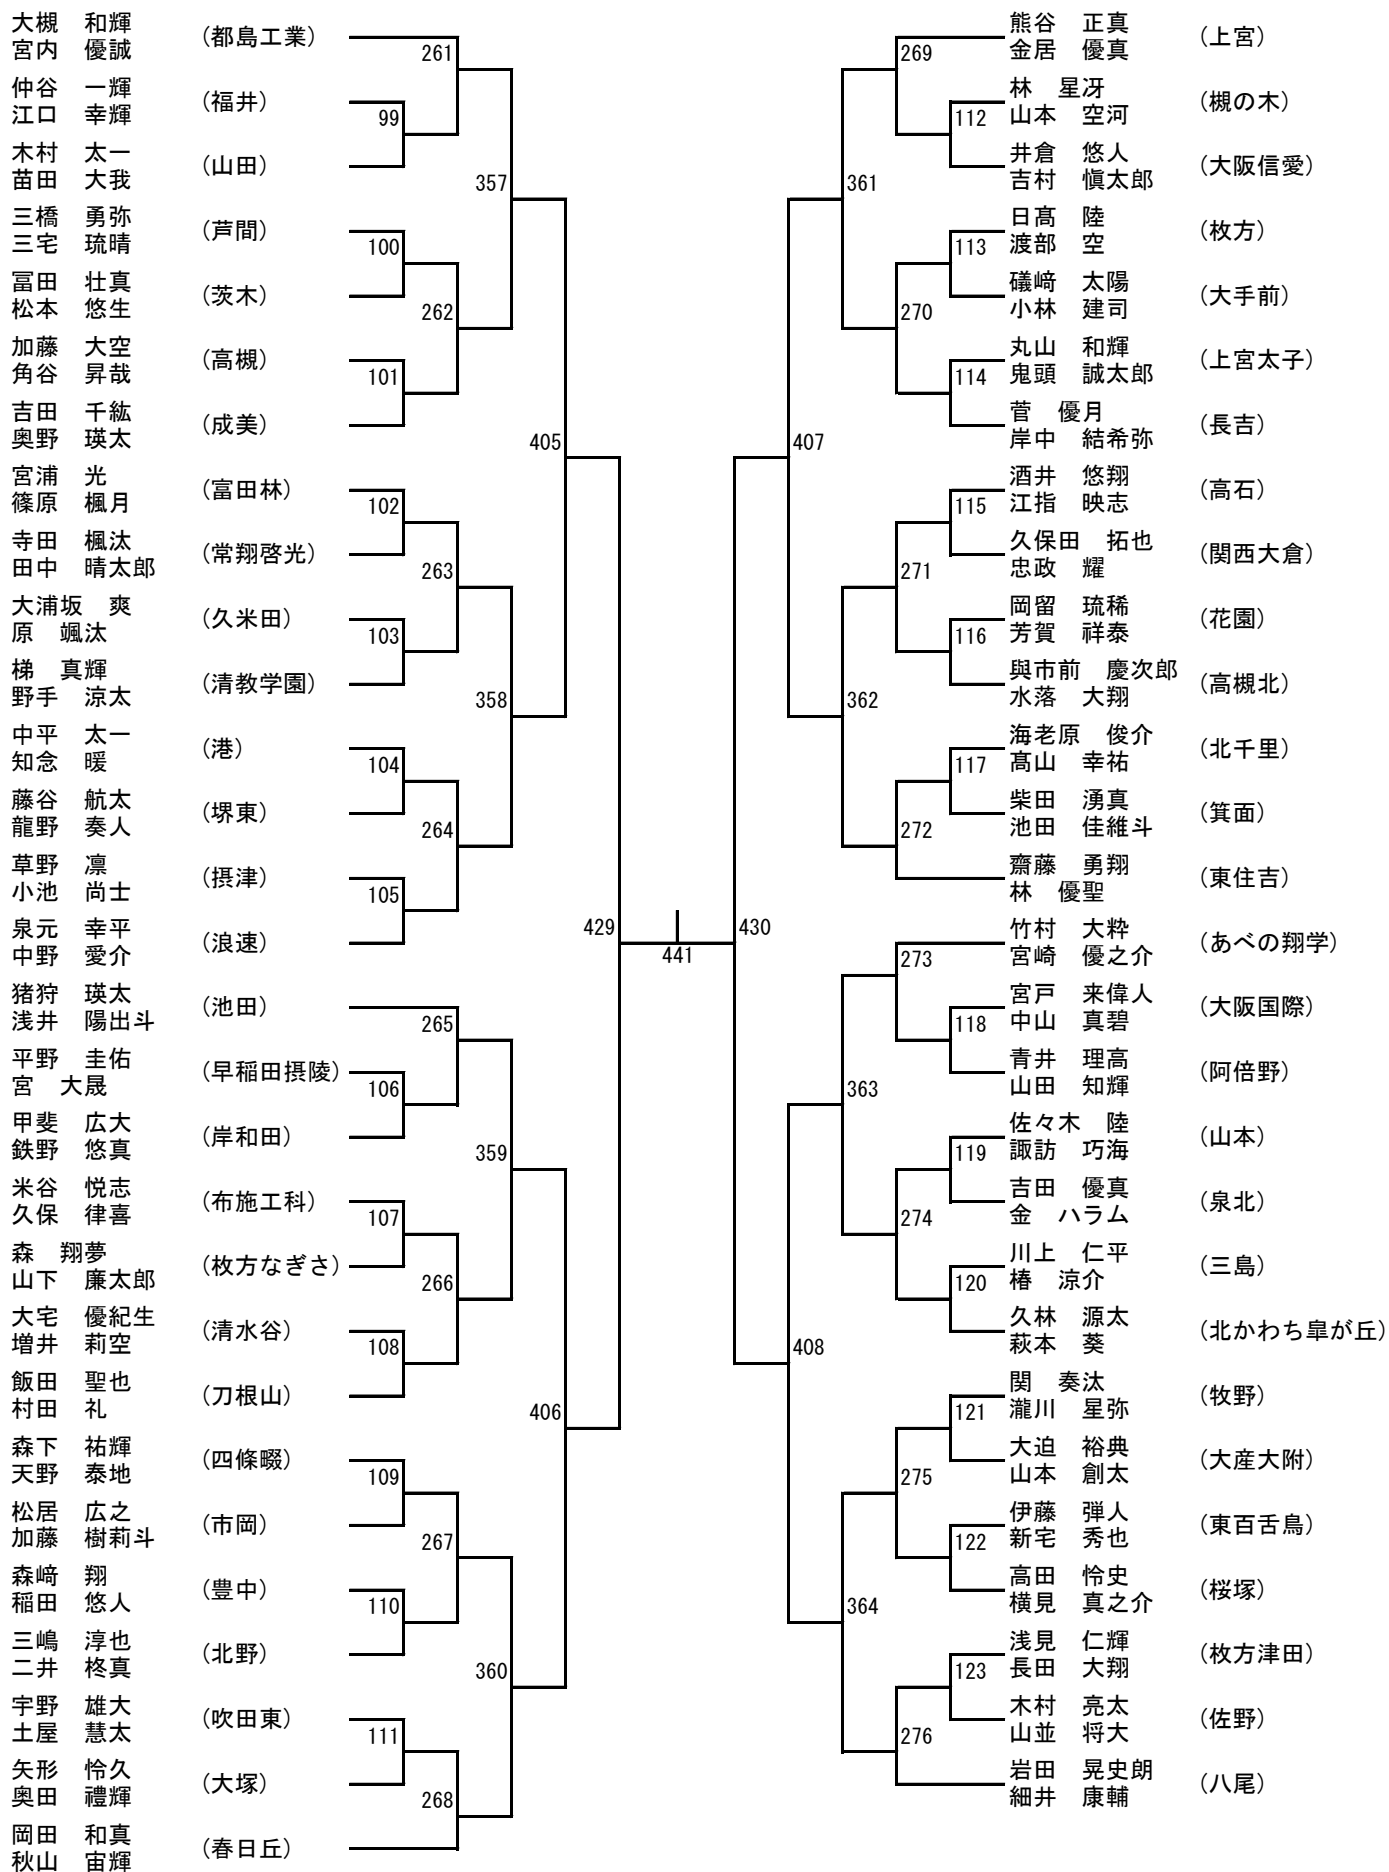 大槻　和輝
宮内　優誠
（都島工業）
仲谷　一輝
江口　幸輝
（福井）
木村　太一
苗田　大我
（山田）
三橋　勇弥
三宅　琉晴
（芦間）
冨田　壮真
松本　悠生
（茨木）
加藤　大空
角谷　昇哉
（高槻）
吉田　千紘
奥野　瑛太
（成美）
宮浦　光
篠原　楓月
（富田林）
寺田　楓汰
田中　晴太郎
（常翔啓光）
大浦坂　爽
原　颯汰
（久米田）
梯　真輝
野手　涼太
（清教学園）
中平　太一
知念　暖
（港）
藤谷　航太
龍野　奏人
（堺東）
草野　凛
小池　尚士
（摂津）
泉元　幸平
中野　愛介
（浪速）
猪狩　瑛太
浅井　陽出斗
（池田）
平野　圭佑
宮　大晟
（早稲田摂陵）
甲斐　広大
鉄野　悠真
（岸和田）
米谷　悦志
久保　律喜
（布施工科）
森　翔夢
山下　廉太郎
（枚方なぎさ）
大宅　優紀生
増井　莉空
（清水谷）
飯田　聖也
村田　礼
（刀根山）
森下　祐輝
天野　泰地
（四條畷）
松居　広之
加藤　樹莉斗
（市岡）
森﨑　翔
稲田　悠人
（豊中）
三嶋　淳也
二井　柊真
（北野）
宇野　雄大
土屋　慧太
（吹田東）
矢形　怜久
奥田　禮輝
（大塚）
岡田　和真
秋山　宙輝
（春日丘）
261
99
357
100
262
101
405
102
263
103
358
104
264
105
429
265
106
359
107
266
108
406
109
267
110
360
111
268
441
430
269
112
361
113
270
114
407
115
271
116
362
117
272
273
118
363
119
274
120
408
121
275
122
364
123
276
熊谷　正真
金居　優真
（上宮）
林　星冴
山本　空河
（槻の木）
井倉　悠人
吉村　愼太郎
（大阪信愛）
日髙　陸
渡部　空
（枚方）
礒﨑　太陽
小林　建司
（大手前）
丸山　和輝
鬼頭　誠太郎
（上宮太子）
菅　優月
岸中　結希弥
（長吉）
酒井　悠翔
江指　映志
（高石）
久保田　拓也
忠政　耀
（関西大倉）
岡留　琉稀
芳賀　祥泰
（花園）
與市前　慶次郎
水落　大翔
（高槻北）
海老原　俊介
髙山　幸祐
（北千里）
柴田　湧真
池田　佳維斗
（箕面）
齋藤　勇翔
林　優聖
（東住吉）
竹村　大粋
宮崎　優之介
（あべの翔学）
宮戸　来偉人
中山　真碧
（大阪国際）
青井　理高
山田　知輝
（阿倍野）
佐々木　陸
諏訪　巧海
（山本）
吉田　優真
金　ハラム
（泉北）
川上　仁平
椿　涼介
（三島）
久林　源太
萩本　葵
（北かわち皐が丘）
関　奏汰
瀧川　星弥
（牧野）
大迫　裕典
山本　創太
（大産大附）
伊藤　弾人
新宅　秀也
（東百舌鳥）
高田　怜史
横見　真之介
（桜塚）
浅見　仁輝
長田　大翔
（枚方津田）
木村　亮太
山並　将大
（佐野）
岩田　晃史朗
細井　康輔
（八尾）